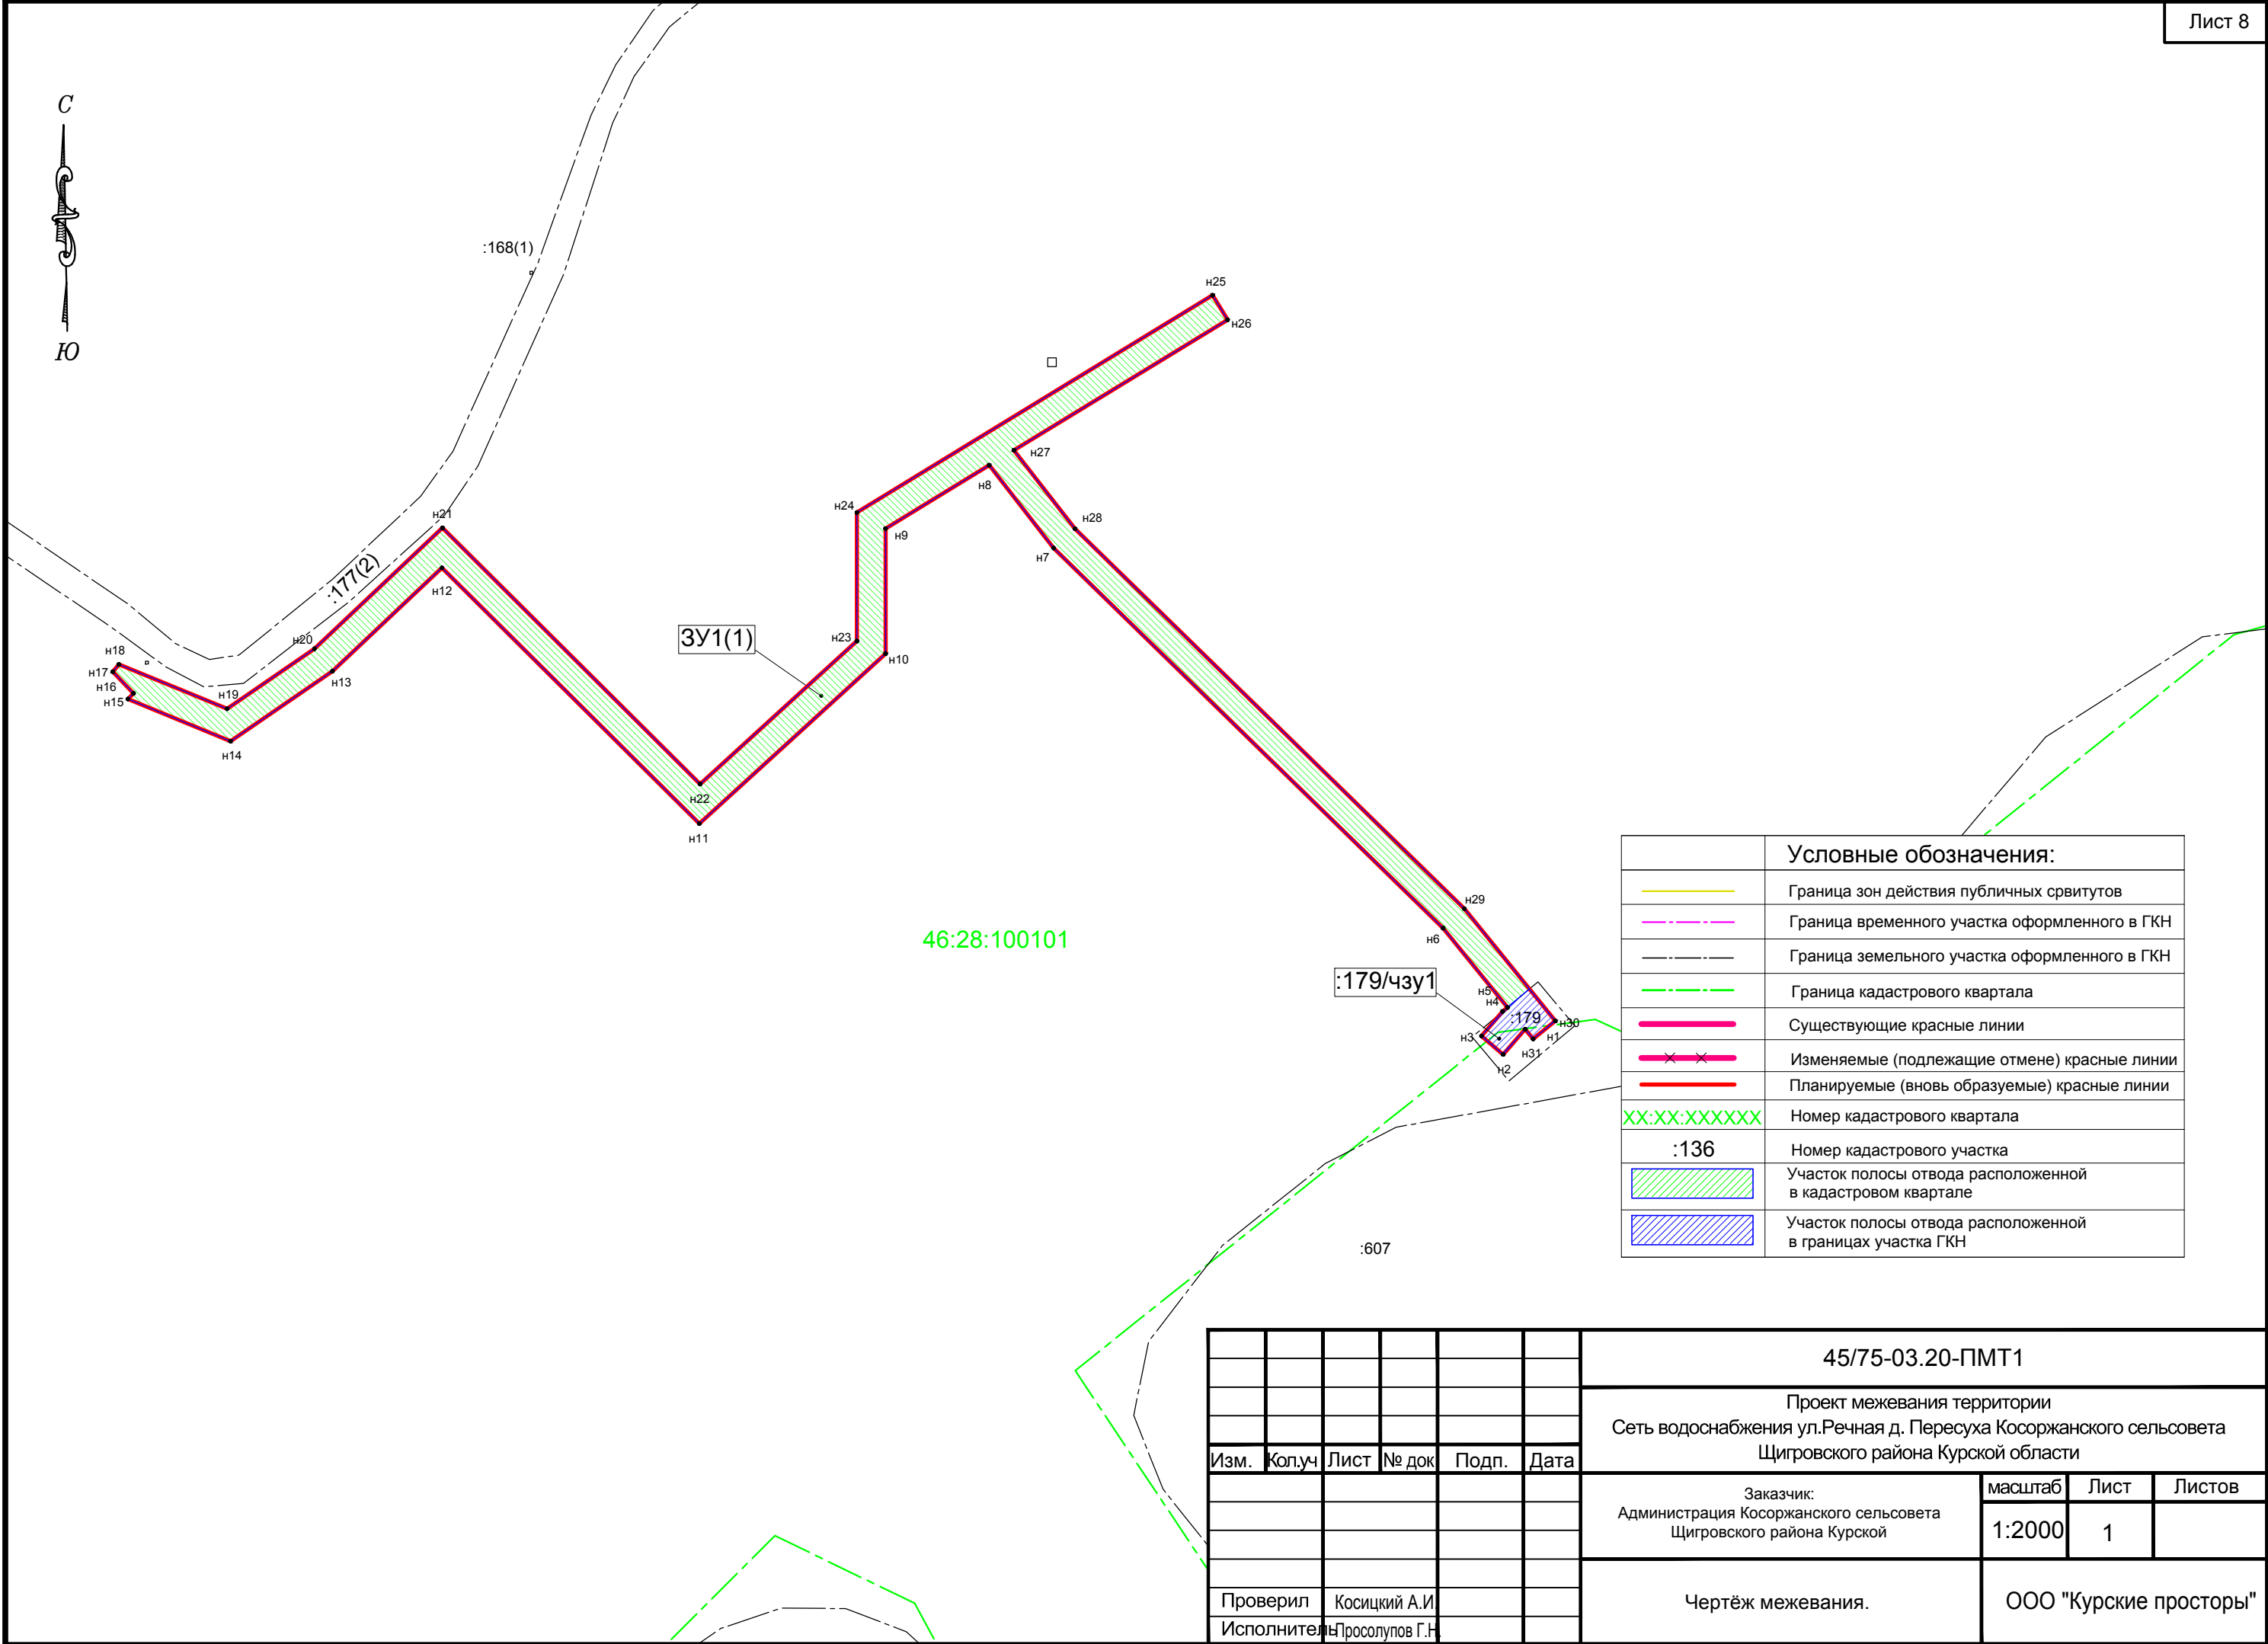 Лист 8
С
Ю
:168(1)
:177(2)
н25
н26
н27
н8
н24
н9
н28
н7
н21
н12
ЗУ1(1)
н23
н10
н20
н13
н18
н17
н16
н15
н19
н14
н22
н11
46:28:100101
н29
н6
:179/чзу1
н5
н4
:179
н30
н3
н1
н31
н2
:607
Условные обозначения:
Граница зон действия публичных срвитутов
Граница временного участка оформленного в ГКН
Граница земельного участка оформленного в ГКН
Граница кадастрового квартала
Существующие красные линии
Изменяемые (подлежащие отмене) красные линии
Планируемые (вновь образуемые) красные линии
XX:XX:XXXXXX Номер кадастрового квартала
:136 Номер кадастрового участка
Участок полосы отвода расположенной
в кадастровом квартале
Участок полосы отвода расположенной
в границах участка ГКН
45/75-03.20-ПМТ1
Проект межевания территории
Сеть водоснабжения ул.Речная д. Пересуха Косоржанского сельсовета
Щигровского района Курской области
Изм. Кол.уч Лист № док Подп. Дата
Заказчик:
Администрация Косоржанского сельсовета
Щигровского района Курской
масштаб Лист Листов
1:2000 1
Проверил Косицкий А.И.
Исполнитель Просолупов Г.Н.
Чертёж межевания.
ООО "Курские просторы"